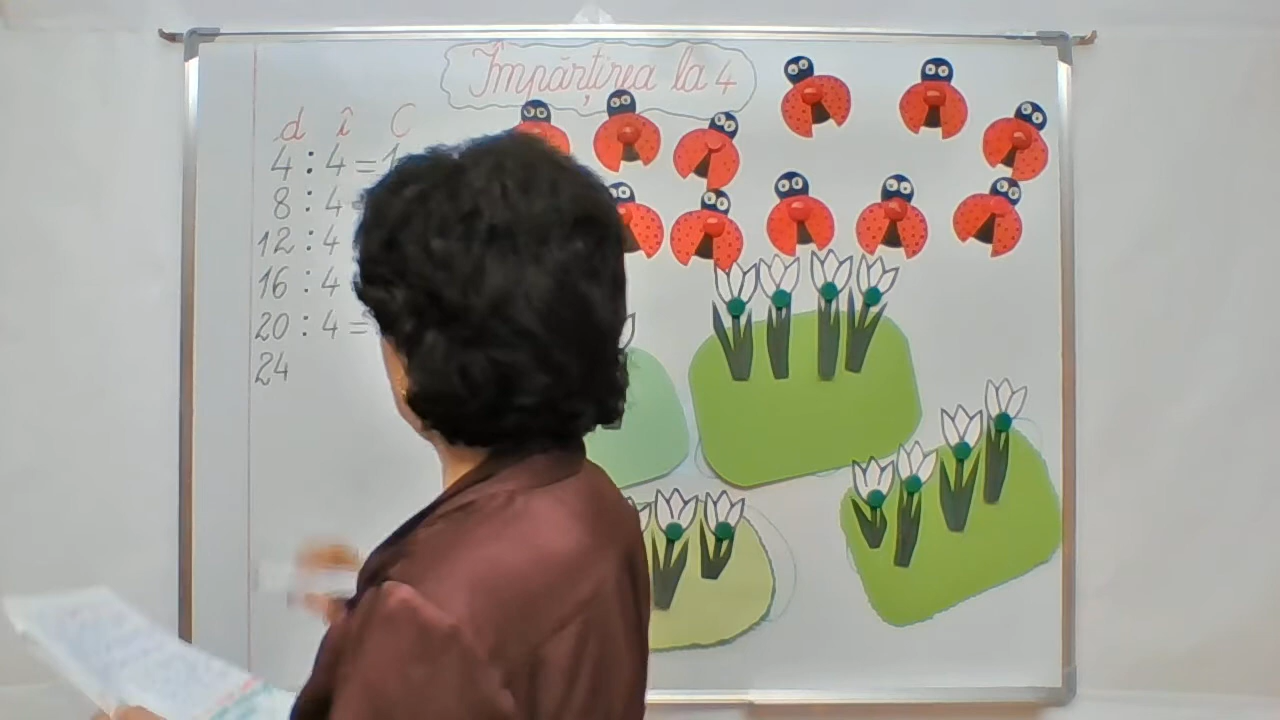 Împărțirea la 4
d î C
4 : 4 = 1
8 : 4
12 : 4
16 : 4
20 : 4 =
24